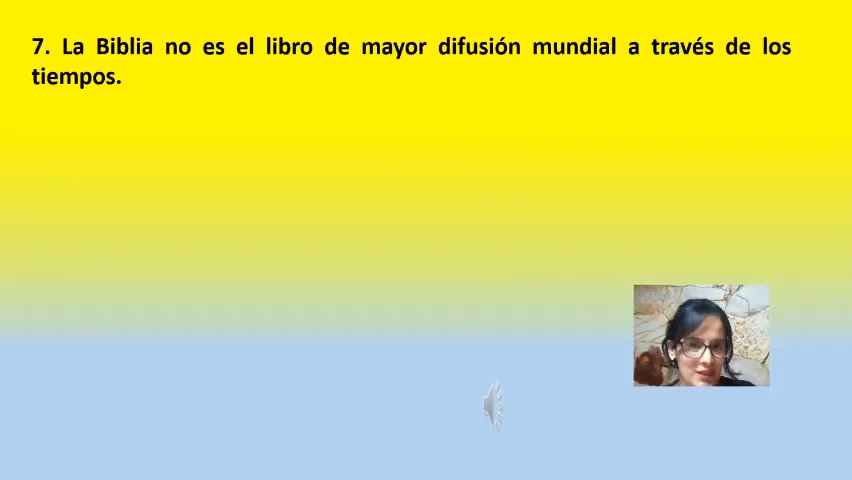 7. La Biblia no es el libro de mayor difusión mundial a través de los
tiempos.